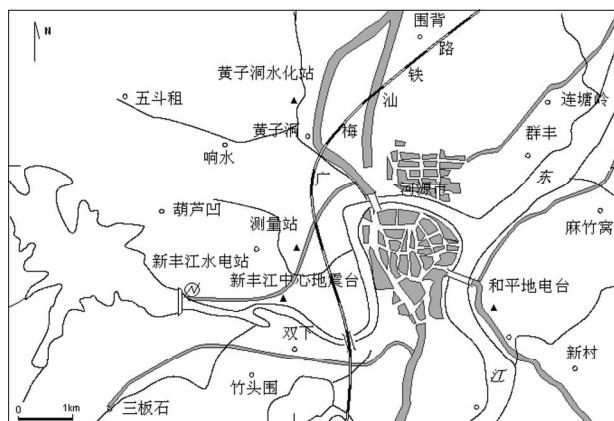 N
围背
路
铁
汕
梅
广
黄子洞水化站
五斗租
连塘岭
黄子洞
群丰
响水
河源市
东
江
葫芦凹
测量站
麻竹窝
新丰江水电站
新丰江中心地震台
和平地电台
双下
新村
竹头围
三板石
0 1km